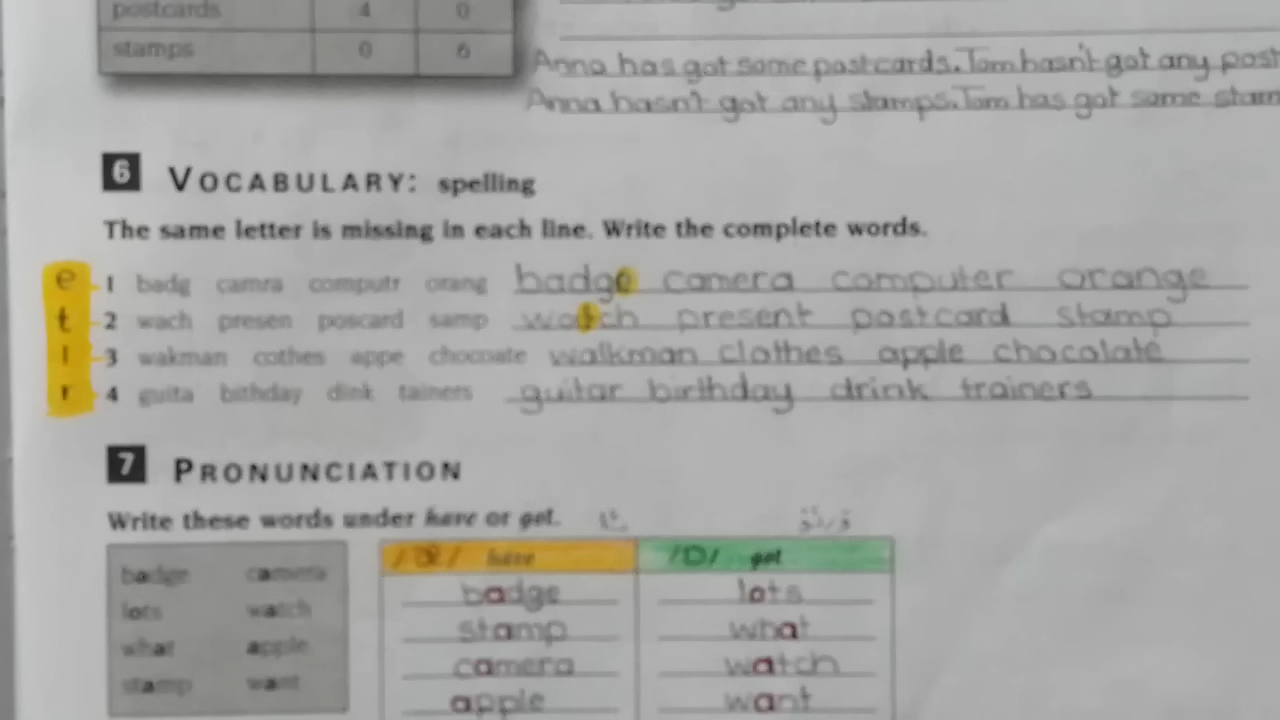 postcards 4 0
stamps 0 6
Anna has got some postcards. Tom hasn't got any post
Anna hasn't got any stamps. Tom has got some stam
6 VOCABULARY: spelling
The same letter is missing in each line. Write the complete words.
e 1 badg camra computr orang badge camera computer orange
t 2 wach presen poscard samp watch present postcard stamp
l 3 wakman cothes appe chocoate walkman clothes apple chocolate
r 4 guita bithday dink tainers guitar birthday drink trainers
7 PRONUNCIATION
Write these words under have or got.
/æ/ have /ɒ/ got
badge camera badge lots
lots watch stamp what
what apple camera watch
stamp want apple want